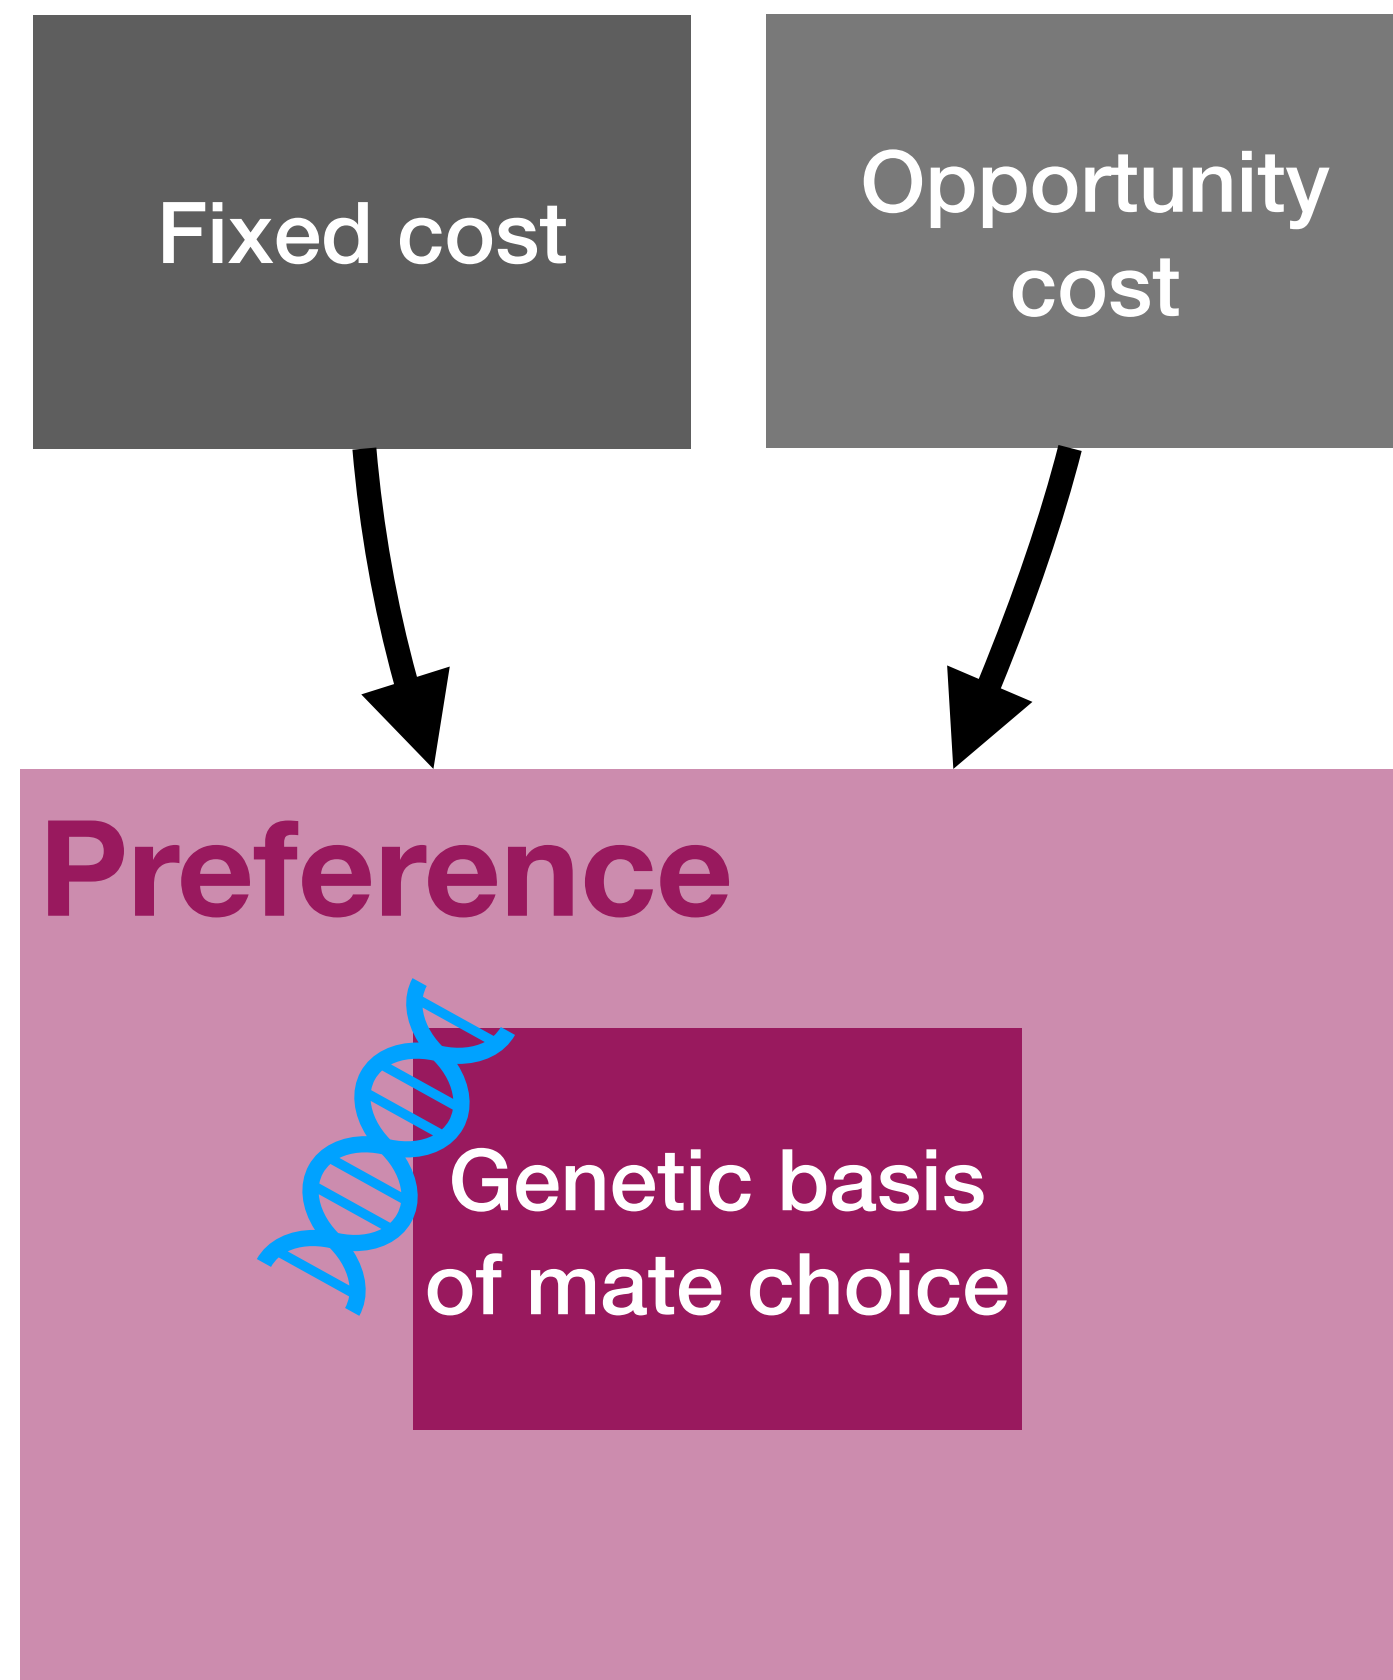 Fixed cost
Opportunity
cost
Preference
Genetic basis
of mate choice